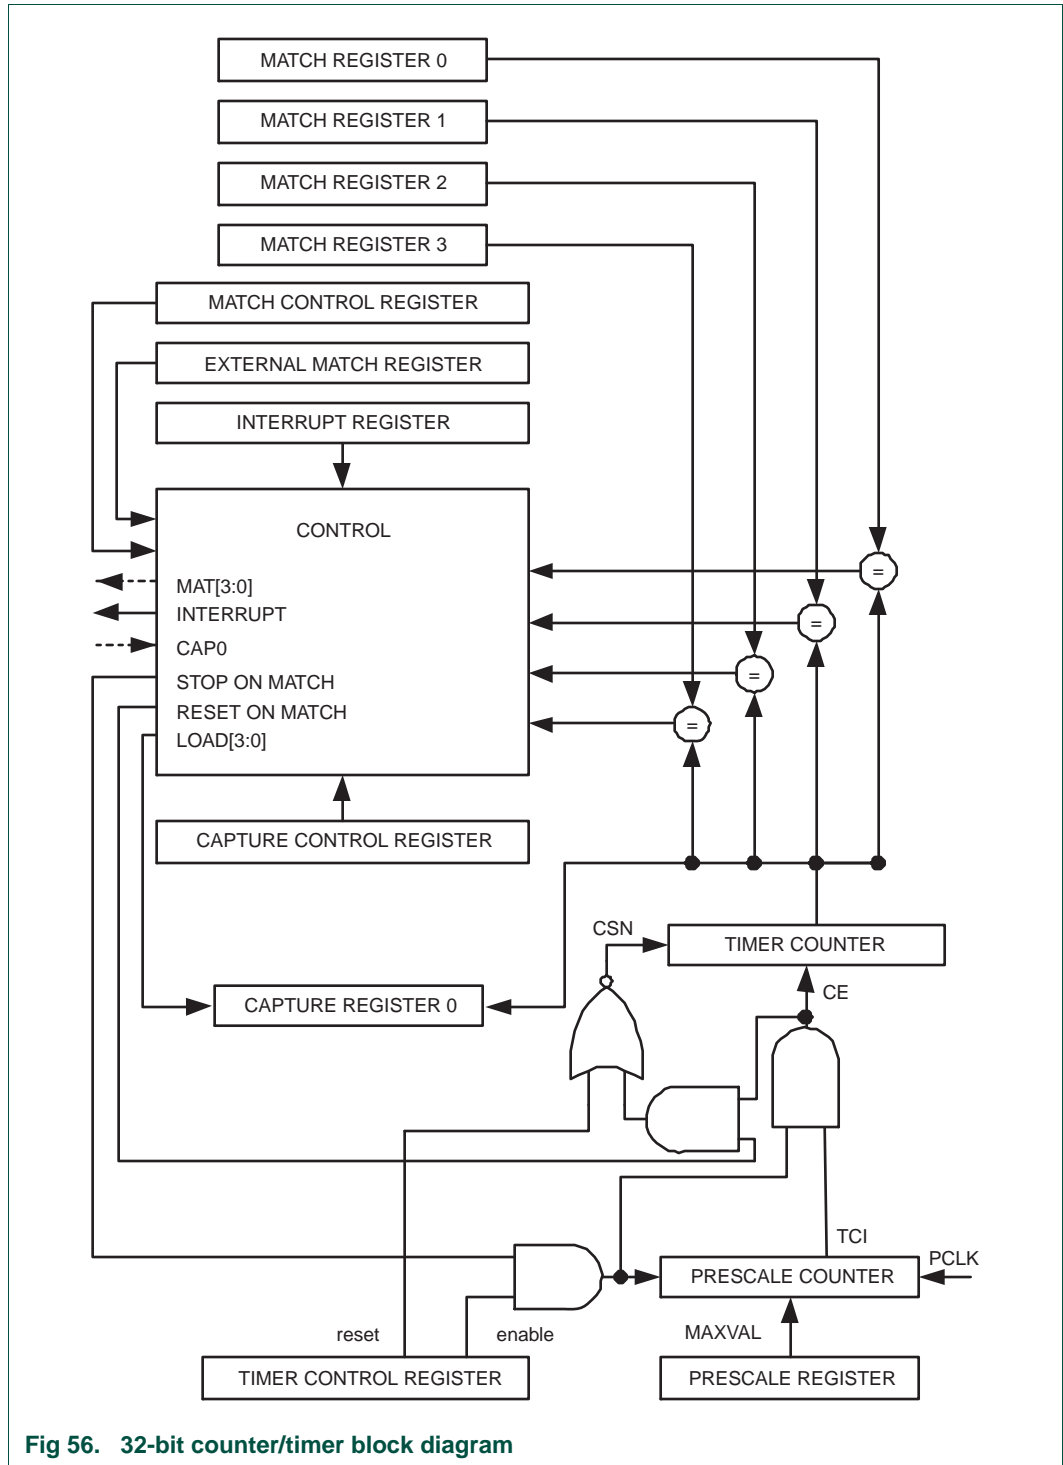 MATCH REGISTER 0
MATCH REGISTER 1
MATCH REGISTER 2
MATCH REGISTER 3
MATCH CONTROL REGISTER
EXTERNAL MATCH REGISTER
INTERRUPT REGISTER
CONTROL
=
MAT[3:0]
INTERRUPT
=
CAP0
STOP ON MATCH
=
RESET ON MATCH
=
LOAD[3:0]
CAPTURE CONTROL REGISTER
CSN
TIMER COUNTER
CE
CAPTURE REGISTER 0
TCI
PCLK
PRESCALE COUNTER
reset
enable
MAXVAL
TIMER CONTROL REGISTER
PRESCALE REGISTER
Fig 56. 32-bit counter/timer block diagram